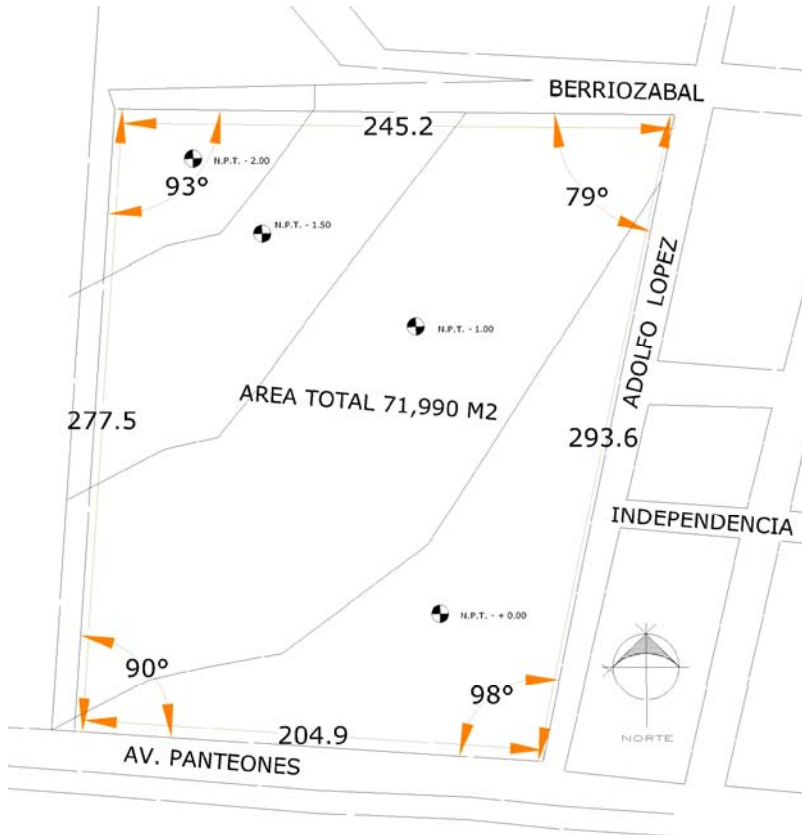 BERRIOZABAL
245.2
N.P.T. - 2.00
93°
79°
N.P.T. - 1.50
ADOLFO LOPEZ
N.P.T. - 1.00
AREA TOTAL 71,990 M2
277.5
293.6
INDEPENDENCIA
N.P.T. - + 0.00
90°
98°
204.9
NORTE
AV. PANTEONES